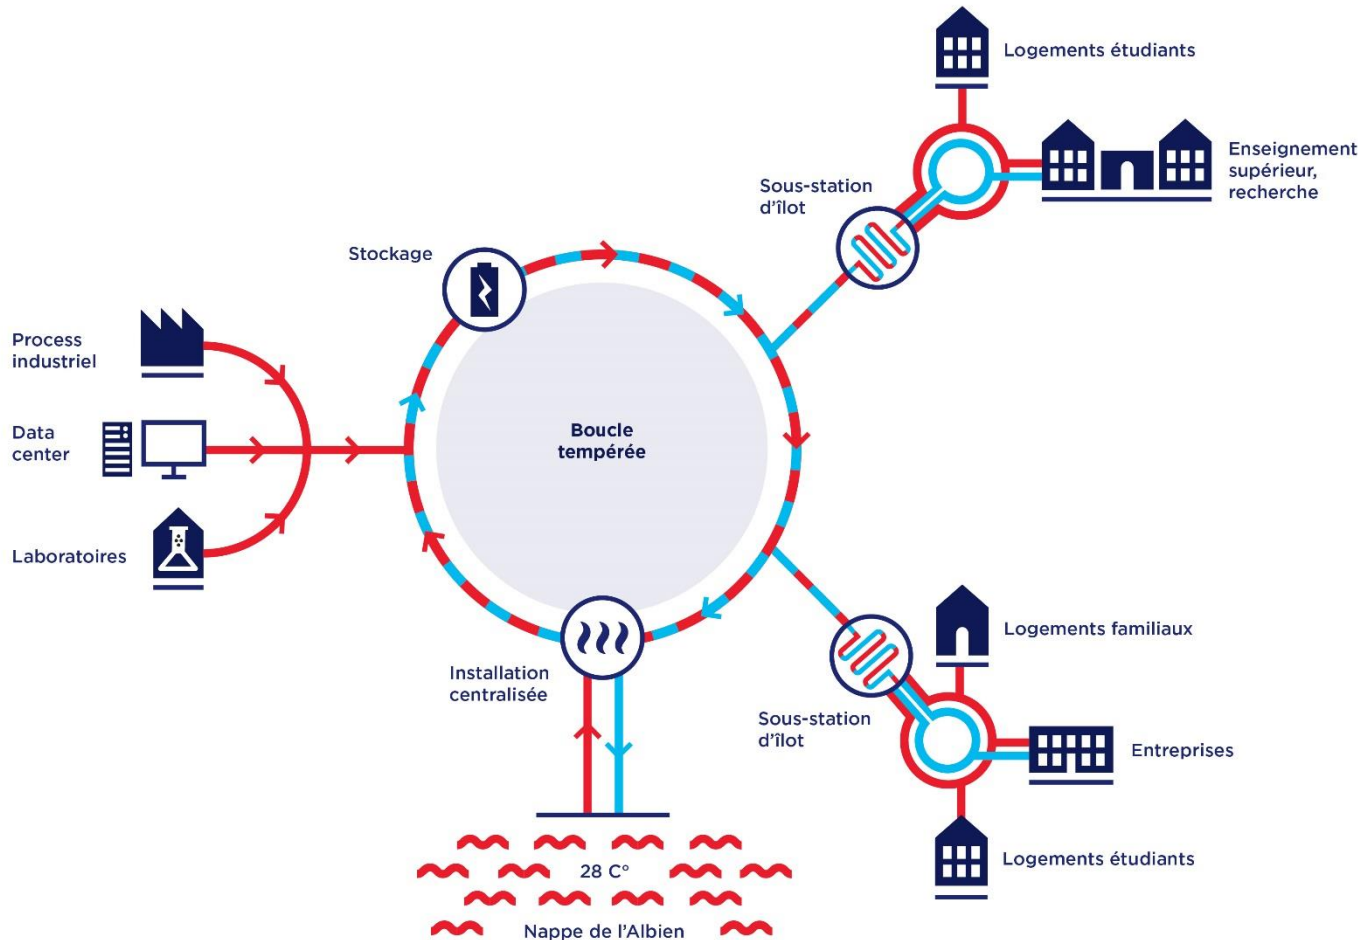 Logements étudiants
Enseignement
supérieur,
recherche
Sous-station
d'îlot
Stockage
Process
industriel
Data
center
Laboratoires
Boucle
tempérée
Installation
centralisée
Logements familiaux
Sous-station
d'îlot
Entreprises
Logements étudiants
28 C°
Nappe de l'Albien